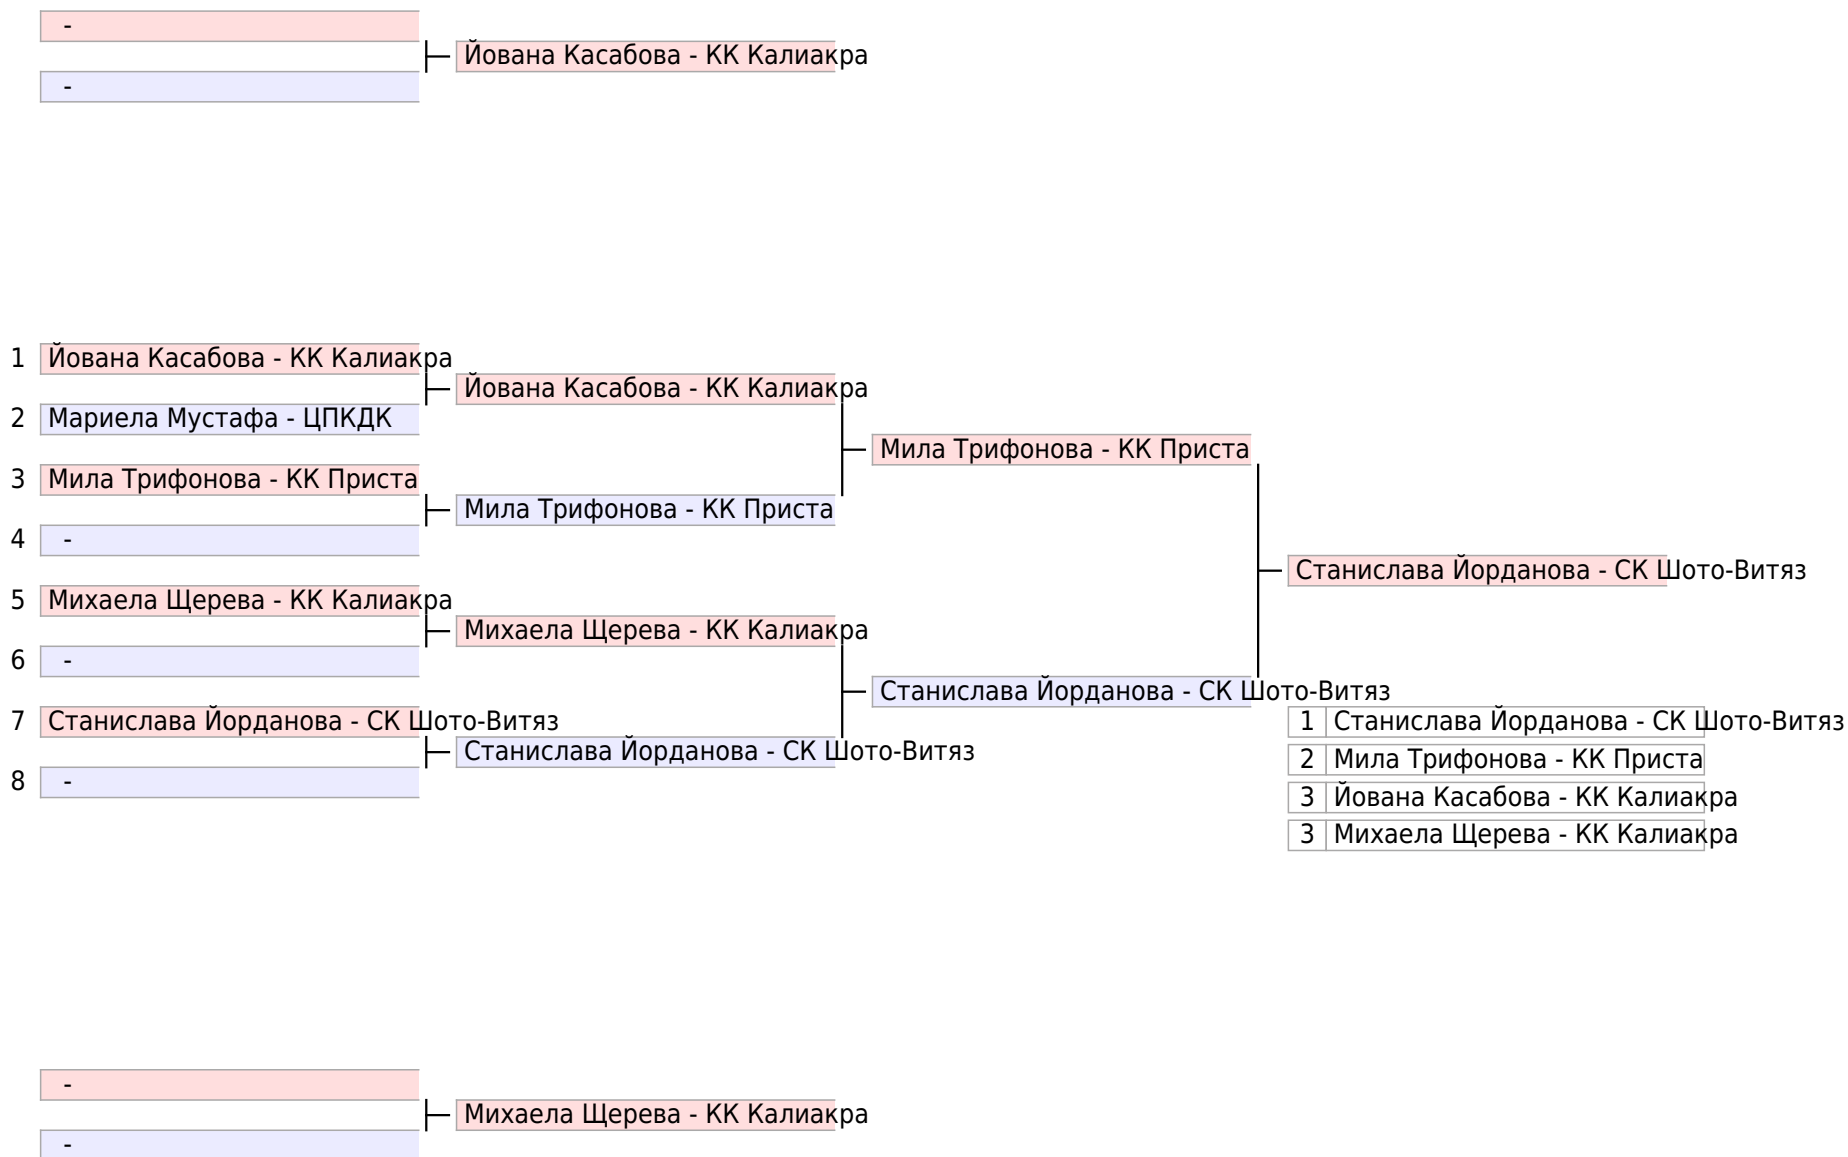 -
Йована Касабова - КК Калиакра
-
1 Йована Касабова - КК Калиакра
Йована Касабова - КК Калиакра
2 Мариела Мустафа - ЦПКДК
Мила Трифонова - КК Приста
3 Мила Трифонова - КК Приста
Мила Трифонова - КК Приста
4 -
Станислава Йорданова - СК Шото-Витяз
5 Михаела Щерева - КК Калиакра
Михаела Щерева - КК Калиакра
6 -
Станислава Йорданова - СК Шото-Витяз
7 Станислава Йорданова - СК Шото-Витяз
1 Станислава Йорданова - СК Шото-Витяз
Станислава Йорданова - СК Шото-Витяз
2 Мила Трифонова - КК Приста
8 -
3 Йована Касабова - КК Калиакра
3 Михаела Щерева - КК Калиакра
-
Михаела Щерева - КК Калиакра
-